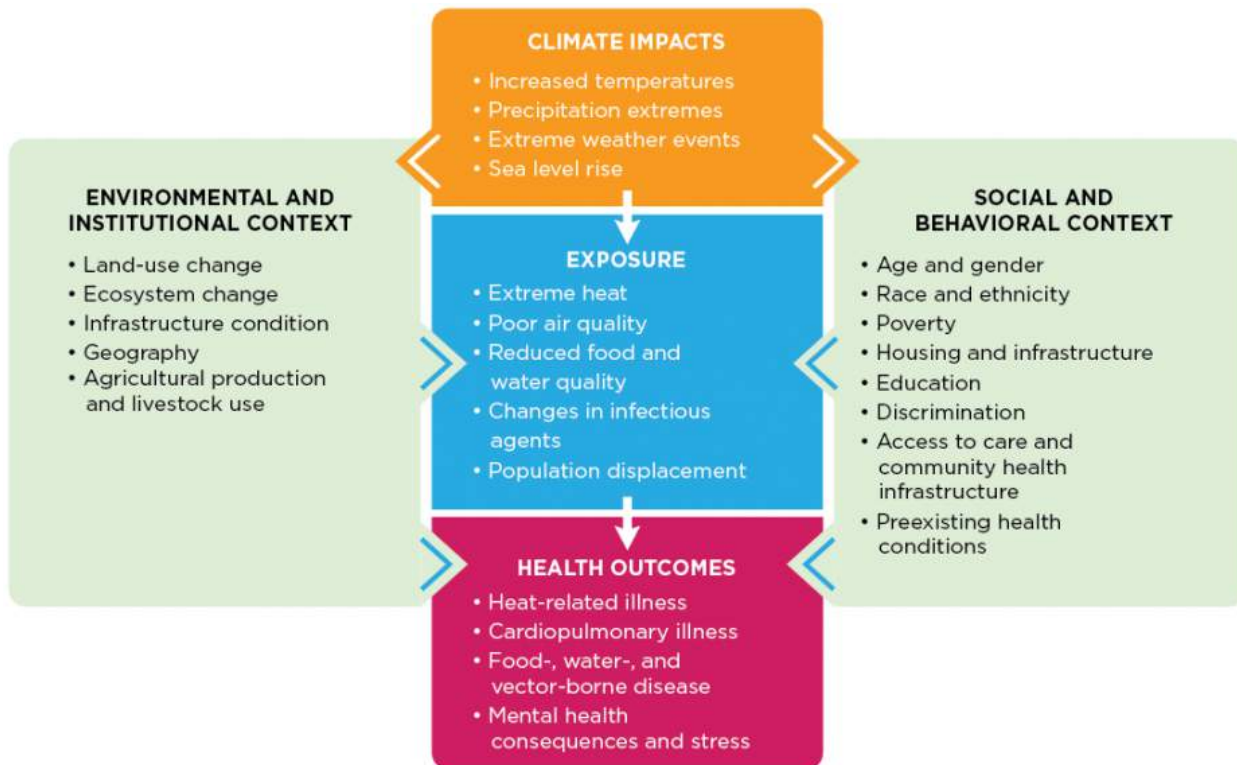 CLIMATE IMPACTS
• Increased temperatures
• Precipitation extremes
• Extreme weather events
• Sea level rise
ENVIRONMENTAL AND
INSTITUTIONAL CONTEXT
• Land-use change
• Ecosystem change
• Infrastructure condition
• Geography
• Agricultural production
and livestock use
EXPOSURE
• Extreme heat
• Poor air quality
• Reduced food and
water quality
• Changes in infectious
agents
• Population displacement
SOCIAL AND
BEHAVIORAL CONTEXT
• Age and gender
• Race and ethnicity
• Poverty
• Housing and infrastructure
• Education
• Discrimination
• Access to care and
community health
infrastructure
• Preexisting health
conditions
HEALTH OUTCOMES
• Heat-related illness
• Cardiopulmonary illness
• Food-, water-, and
vector-borne disease
• Mental health
consequences and stress